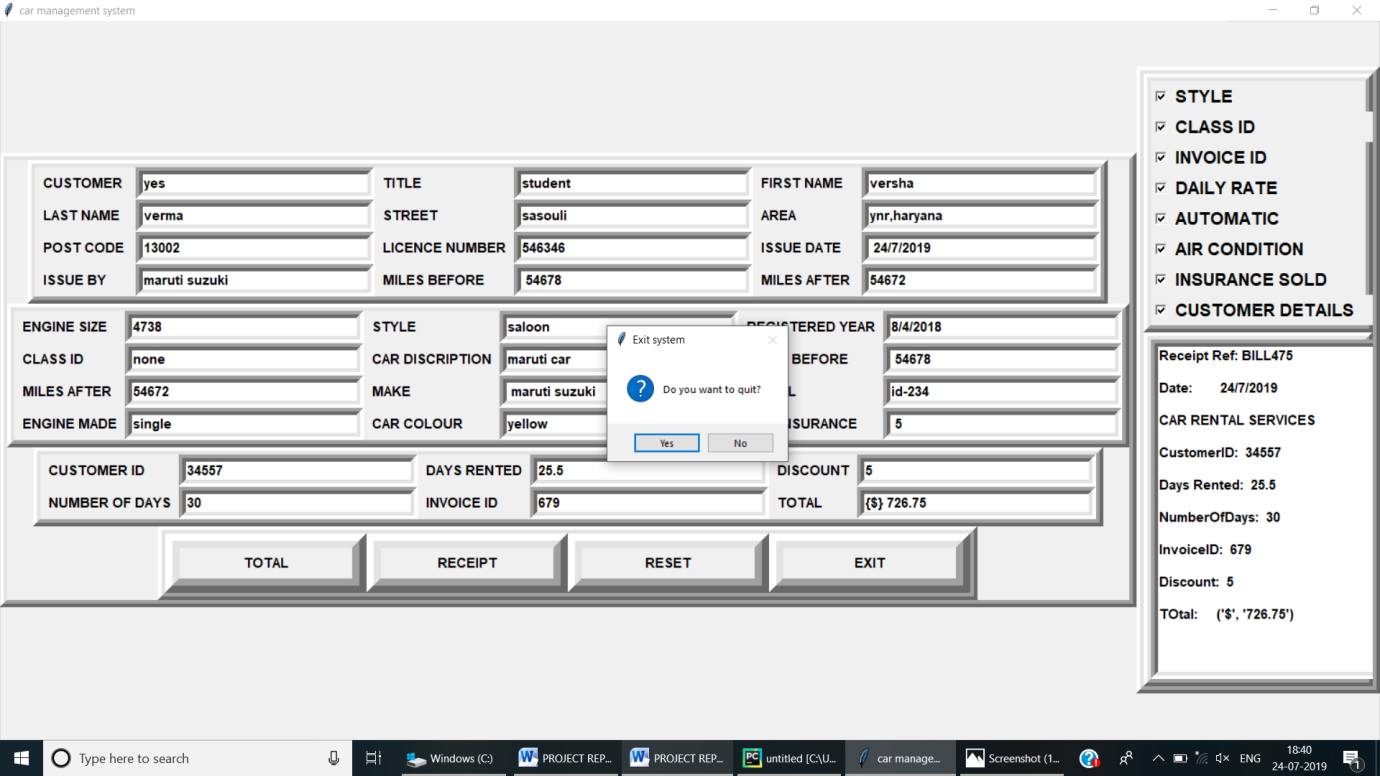 car management system
STYLE
CLASS ID
INVOICE ID
DAILY RATE
AUTOMATIC
AIR CONDITION
INSURANCE SOLD
CUSTOMER DETAILS
CUSTOMER yes TITLE student FIRST NAME versha
LAST NAME verma STREET sasouli AREA ynr,haryana
POST CODE 13002 LICENCE NUMBER 546346 ISSUE DATE 24/7/2019
ISSUE BY maruti suzuki MILES BEFORE 54678 MILES AFTER 54672
ENGINE SIZE 4738 STYLE saloon REGISTERED YEAR 8/4/2018
CLASS ID none CAR DISCRIPTION maruti car BEFORE 54678
MILES AFTER 54672 MAKE maruti suzuki id-234
ENGINE MADE single CAR COLOUR yellow 5
Exit system
Do you want to quit?
Yes No
CUSTOMER ID 34557 DAYS RENTED 25.5 DISCOUNT 5
NUMBER OF DAYS 30 INVOICE ID 679 TOTAL {$} 726.75
TOTAL RECEIPT RESET EXIT
Receipt Ref: BILL475
Date: 24/7/2019
CAR RENTAL SERVICES
CustomerID: 34557
Days Rented: 25.5
NumberOfDays: 30
InvoiceID: 679
Discount: 5
TOtal: ('$', '726.75')
Type here to search Windows (C:) PROJECT REP... PROJECT REP... untitled [C:\U... car manage... Screenshot (1... ENG
18:40
24-07-2019
1